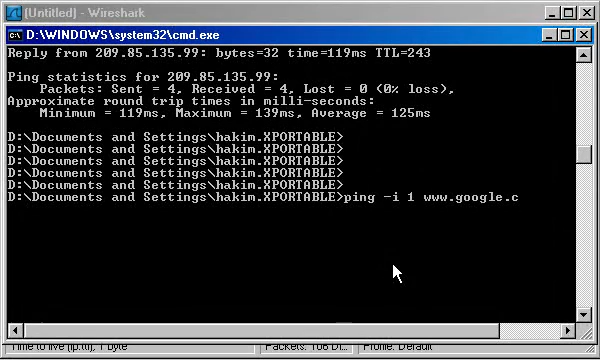 (Untitled) - Wireshark
D:\WINDOWS\system32\cmd.exe
Reply from 209.85.135.99: bytes=32 time=119ms TTL=243
Ping statistics for 209.85.135.99:
Packets: Sent = 4, Received = 4, Lost = 0 (0% loss),
Approximate round trip times in milli-seconds:
Minimum = 119ms, Maximum = 139ms, Average = 125ms
D:\Documents and Settings\hakim.XPORTABLE>
D:\Documents and Settings\hakim.XPORTABLE>
D:\Documents and Settings\hakim.XPORTABLE>
D:\Documents and Settings\hakim.XPORTABLE>
D:\Documents and Settings\hakim.XPORTABLE>
D:\Documents and Settings\hakim.XPORTABLE>ping -i 1 www.google.c
Time to live (ip.ttl), 1 byte Packets: 106 Di... Profile: Default